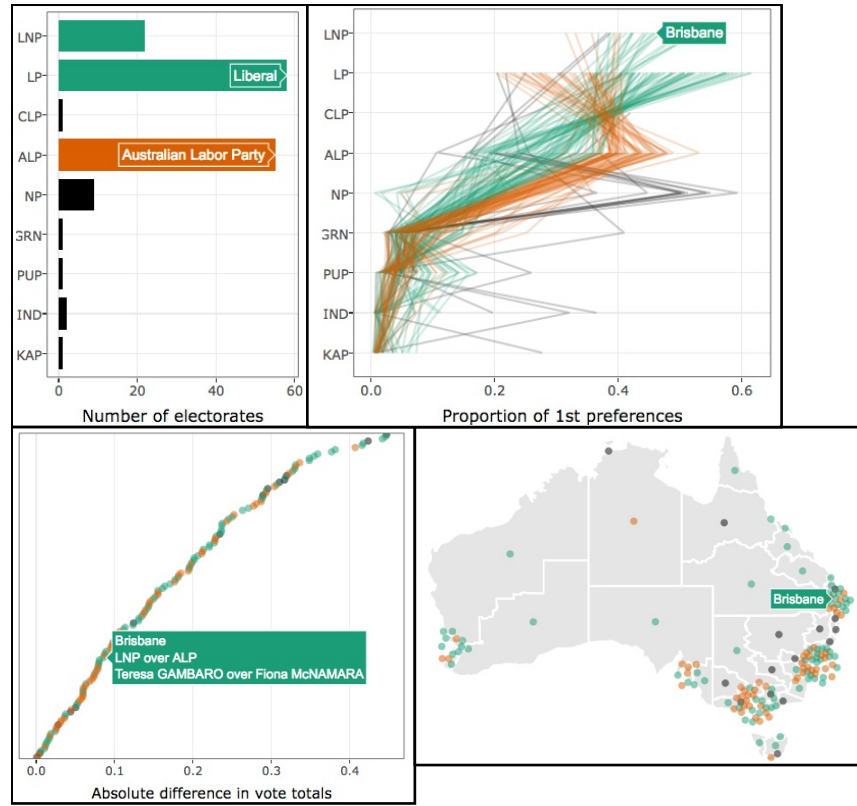 LNP
LP
CLP
ALP
NP
GRN
PUP
IND
KAP
Liberal
Australian Labor Party
0
20
40
60
Number of electorates
LNP
LP
CLP
ALP
NP
GRN
PUP
IND
KAP
Brisbane
0.0
0.2
0.4
0.6
Proportion of 1st preferences
Brisbane
LNP over ALP
Teresa GAMBARO over Fiona McNAMARA
0.0
0.1
0.2
0.3
0.4
Absolute difference in vote totals
Brisbane